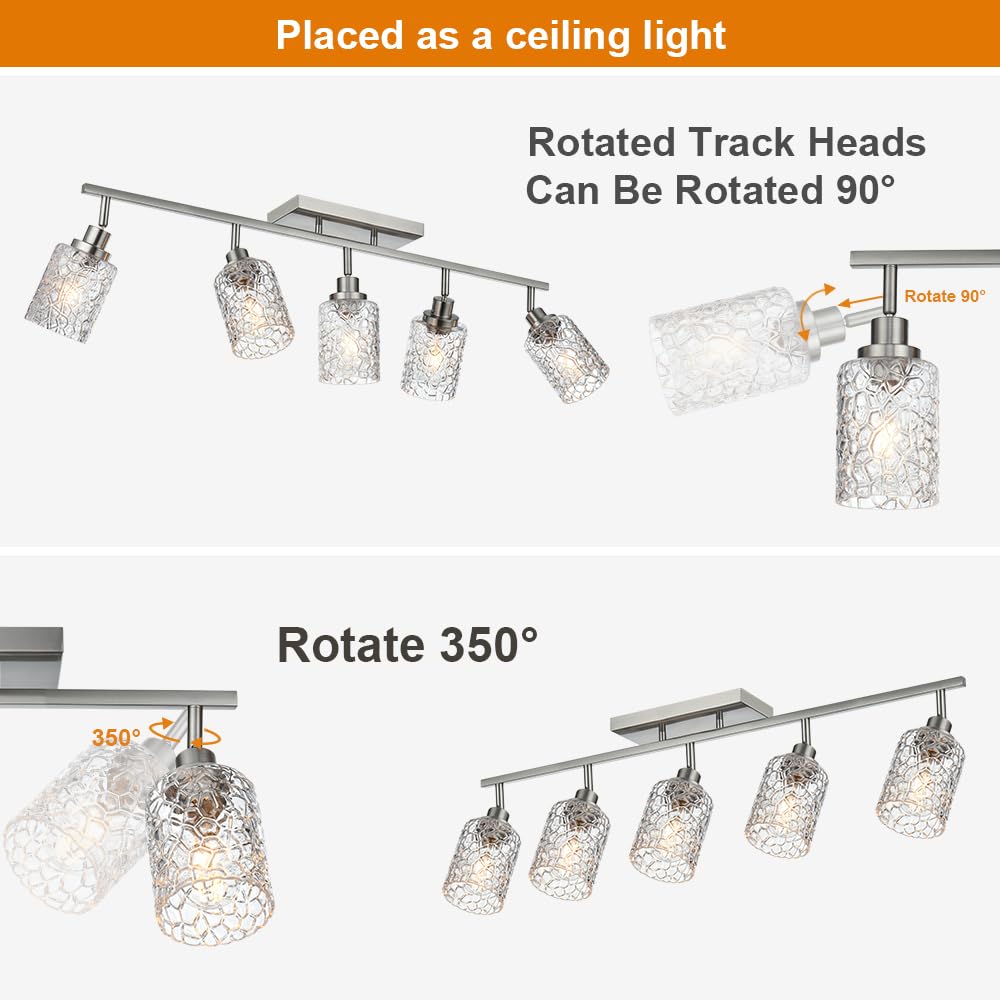 Placed as a ceiling light
Rotated Track Heads
Can Be Rotated 90°
Rotate 90°
Rotate 350°
350°